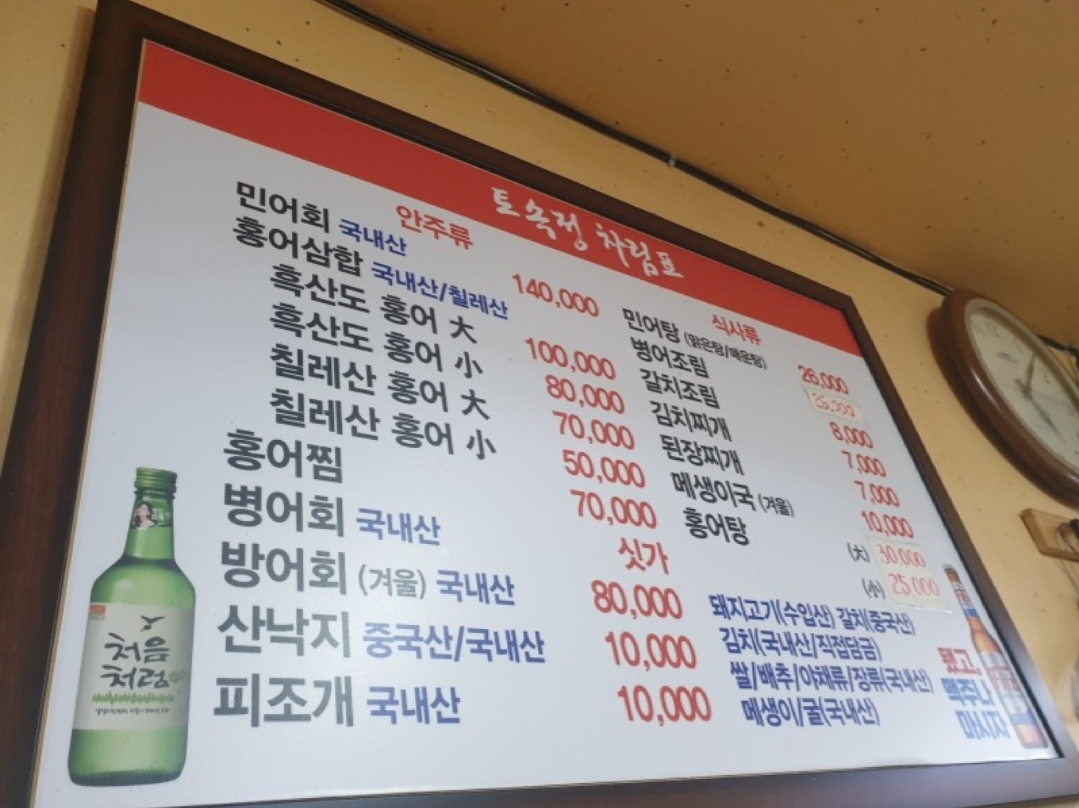 토속정 차림표
안주류
민어회 국내산 140,000
홍어삼합 국내산/칠레산
흑산도 홍어 大 100,000
흑산도 홍어 小 80,000
칠레산 홍어 大 70,000
칠레산 홍어 小 50,000
홍어찜 70,000
병어회 국내산 싯가
방어회 (겨울) 국내산 80,000
산낙지 중국산/국내산 10,000
피조개 국내산 10,000
식사류
민어탕 (맑은탕/매운탕) 26,000
병어조림
갈치조림 8,000
김치찌개 7,000
된장찌개 7,000
메생이국 (겨울) 10,000
홍어탕 (大) 30,000
(小) 25,000
돼지고기(수입산) 갈치(중국산)
김치(국내산/직접담금)
쌀/배추/야채류/장류(국내산)
메생이/굴(국내산)
됐고,
맥주나
마시자
처음
처럼